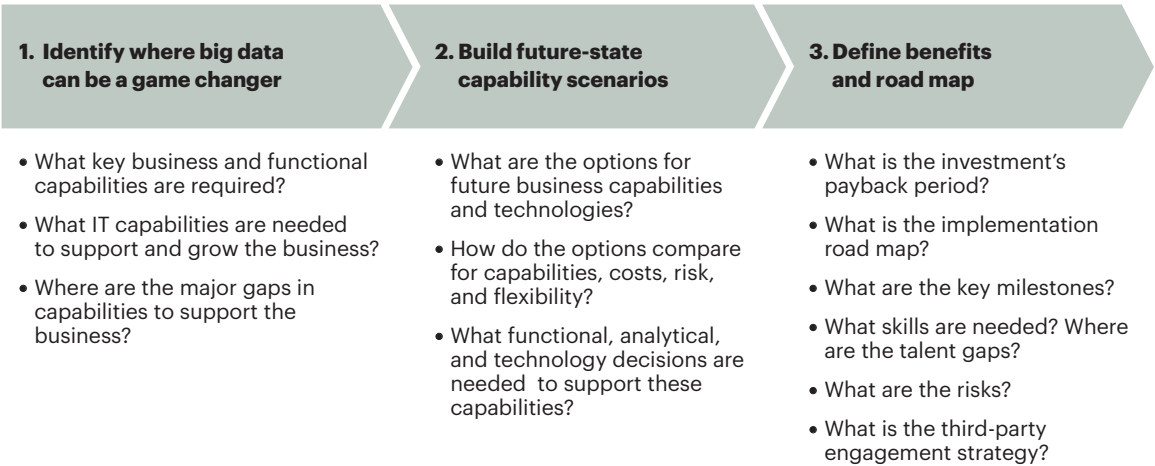 1. Identify where big data
can be a game changer
• What key business and functional
capabilities are required?
• What IT capabilities are needed
to support and grow the business?
• Where are the major gaps in
capabilities to support the
business?
2. Build future-state
capability scenarios
• What are the options for
future business capabilities
and technologies?
• How do the options compare
for capabilities, costs, risk,
and flexibility?
• What functional, analytical,
and technology decisions are
needed to support these
capabilities?
3. Define benefits
and road map
• What is the investment’s
payback period?
• What is the implementation
road map?
• What are the key milestones?
• What skills are needed? Where
are the talent gaps?
• What are the risks?
• What is the third-party
engagement strategy?